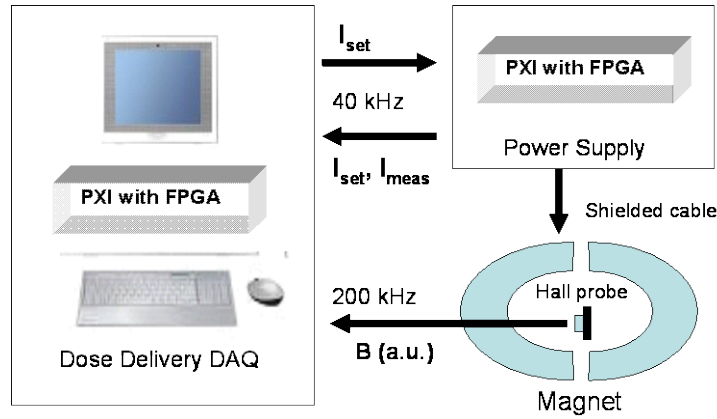 I_set
PXI with FPGA
40 kHz
Power Supply
I_set, I_meas
PXI with FPGA
Shielded cable
Hall probe
200 kHz
B (a.u.)
Dose Delivery DAQ
Magnet